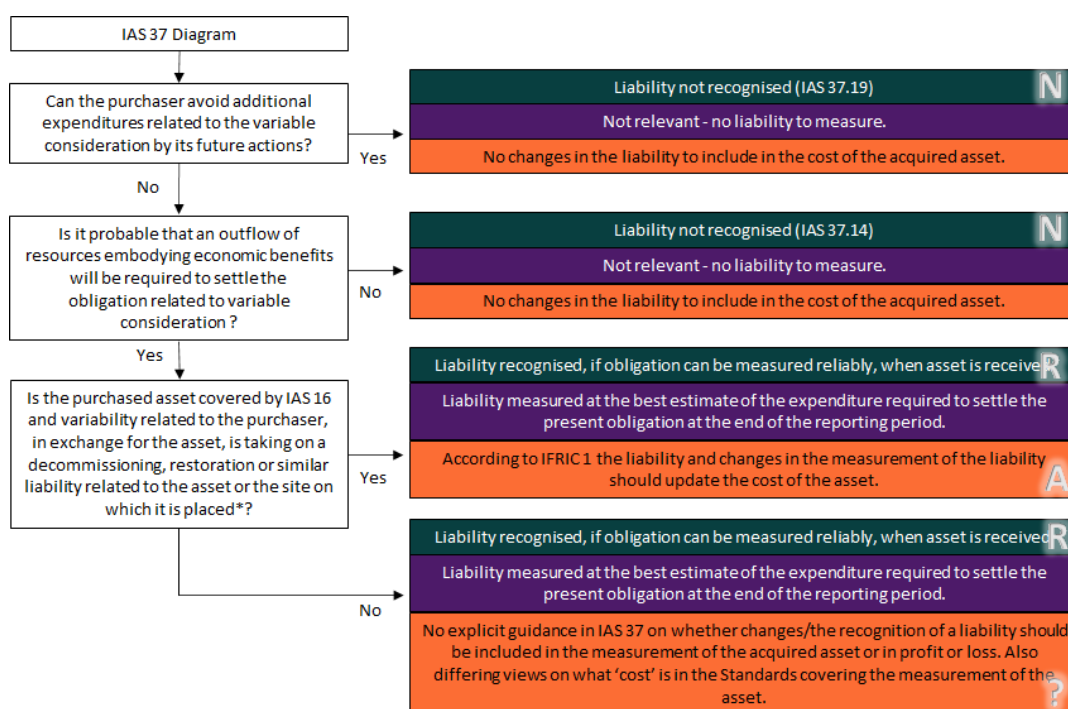 IAS 37 Diagram
Can the purchaser avoid additional
expenditures related to the variable
consideration by its future actions?
Yes
No
Liability not recognised (IAS 37.19)
N
Not relevant - no liability to measure.
No changes in the liability to include in the cost of the acquired asset.
Is it probable that an outflow of
resources embodying economic benefits
will be required to settle the
obligation related to variable
consideration ?
No
Yes
Liability not recognised (IAS 37.14)
N
Not relevant - no liability to measure.
No changes in the liability to include in the cost of the acquired asset.
Is the purchased asset covered by IAS 16
and variability related to the purchaser,
in exchange for the asset, is taking on a
decommissioning, restoration or similar
liability related to the asset or the site on
which it is placed*?
Yes
No
Liability recognised, if obligation can be measured reliably, when asset is received
R
Liability measured at the best estimate of the expenditure required to settle the
present obligation at the end of the reporting period.
According to IFRIC 1 the liability and changes in the measurement of the liability
should update the cost of the asset.
A
Liability recognised, if obligation can be measured reliably, when asset is received
R
Liability measured at the best estimate of the expenditure required to settle the
present obligation at the end of the reporting period.
No explicit guidance in IAS 37 on whether changes/the recognition of a liability should
be included in the measurement of the acquired asset or in profit or loss. Also
differing views on what ‘cost’ is in the Standards covering the measurement of the
asset.
?